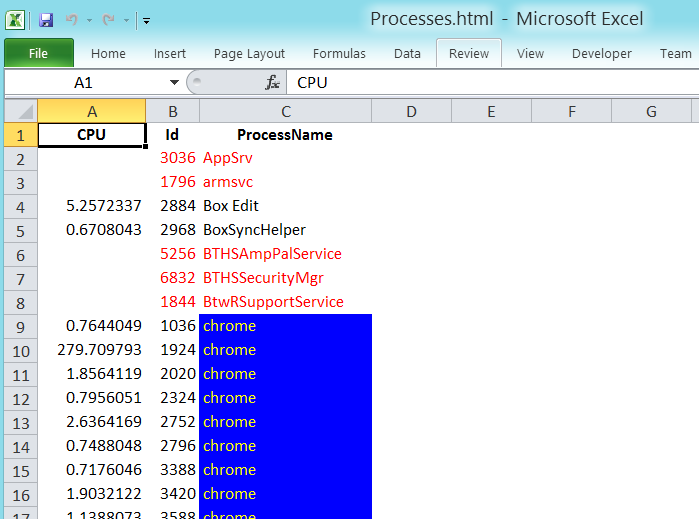 Processes.html - Microsoft Excel
File Home Insert Page Layout Formulas Data Review View Developer Team
A1 fx CPU
A B C D E F G
1 CPU Id ProcessName
2 3036 AppSrv
3 1796 armsvc
4 5.2572337 2884 Box Edit
5 0.6708043 2968 BoxSyncHelper
6 5256 BTHSAmpPalService
7 6832 BTHSSecurityMgr
8 1844 BtwRSupportService
9 0.7644049 1036 chrome
10 279.709793 1924 chrome
11 1.8564119 2020 chrome
12 0.7956051 2324 chrome
13 2.6364169 2752 chrome
14 0.7488048 2796 chrome
15 0.7176046 3388 chrome
16 1.9032122 3420 chrome
17 1.1388073 3588 chrome